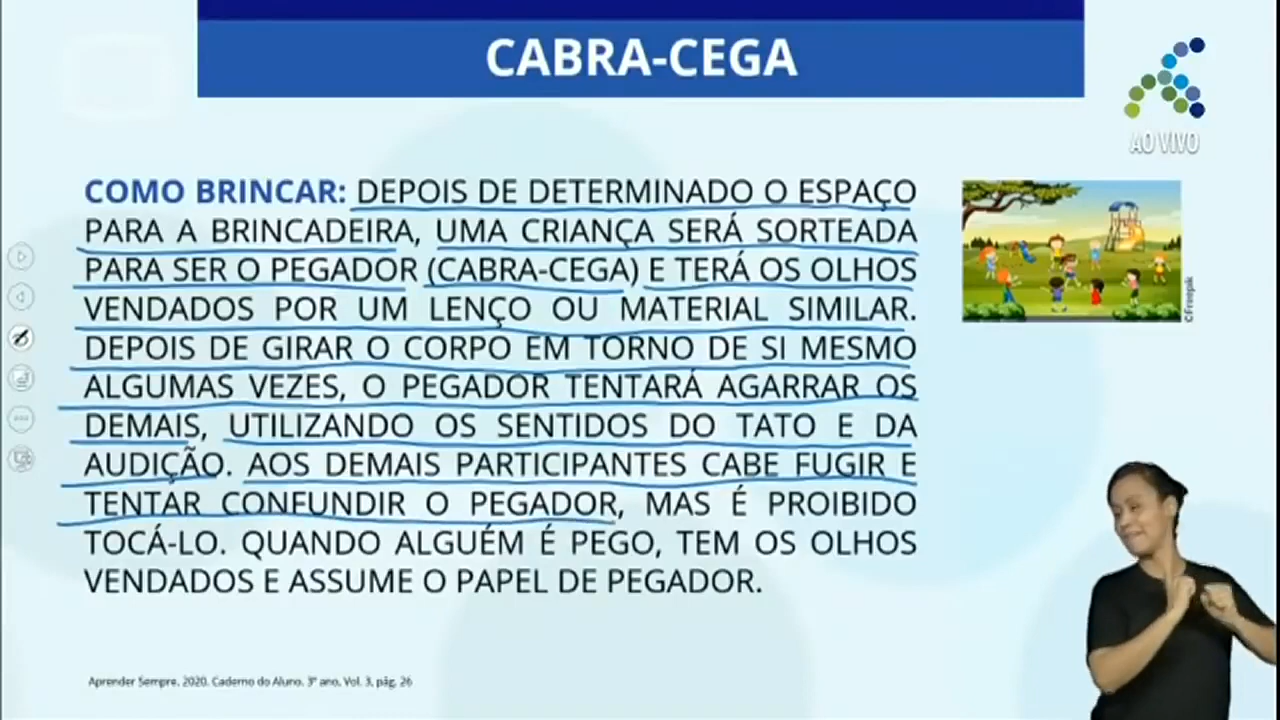 CABRA-CEGA
AO VIVO
COMO BRINCAR: DEPOIS DE DETERMINADO O ESPAÇO
PARA A BRINCADEIRA, UMA CRIANÇA SERÁ SORTEADA
PARA SER O PEGADOR (CABRA-CEGA) E TERÁ OS OLHOS
VENDADOS POR UM LENÇO OU MATERIAL SIMILAR.
DEPOIS DE GIRAR O CORPO EM TORNO DE SI MESMO
ALGUMAS VEZES, O PEGADOR TENTARÁ AGARRAR OS
DEMAIS, UTILIZANDO OS SENTIDOS DO TATO E DA
AUDIÇÃO. AOS DEMAIS PARTICIPANTES CABE FUGIR E
TENTAR CONFUNDIR O PEGADOR, MAS É PROIBIDO
TOCÁ-LO. QUANDO ALGUÉM É PEGO, TEM OS OLHOS
VENDADOS E ASSUME O PAPEL DE PEGADOR.
©Freepik
Aprender Sempre, 2020. Caderno do Aluno. 3º ano, Vol. 3, pág. 26